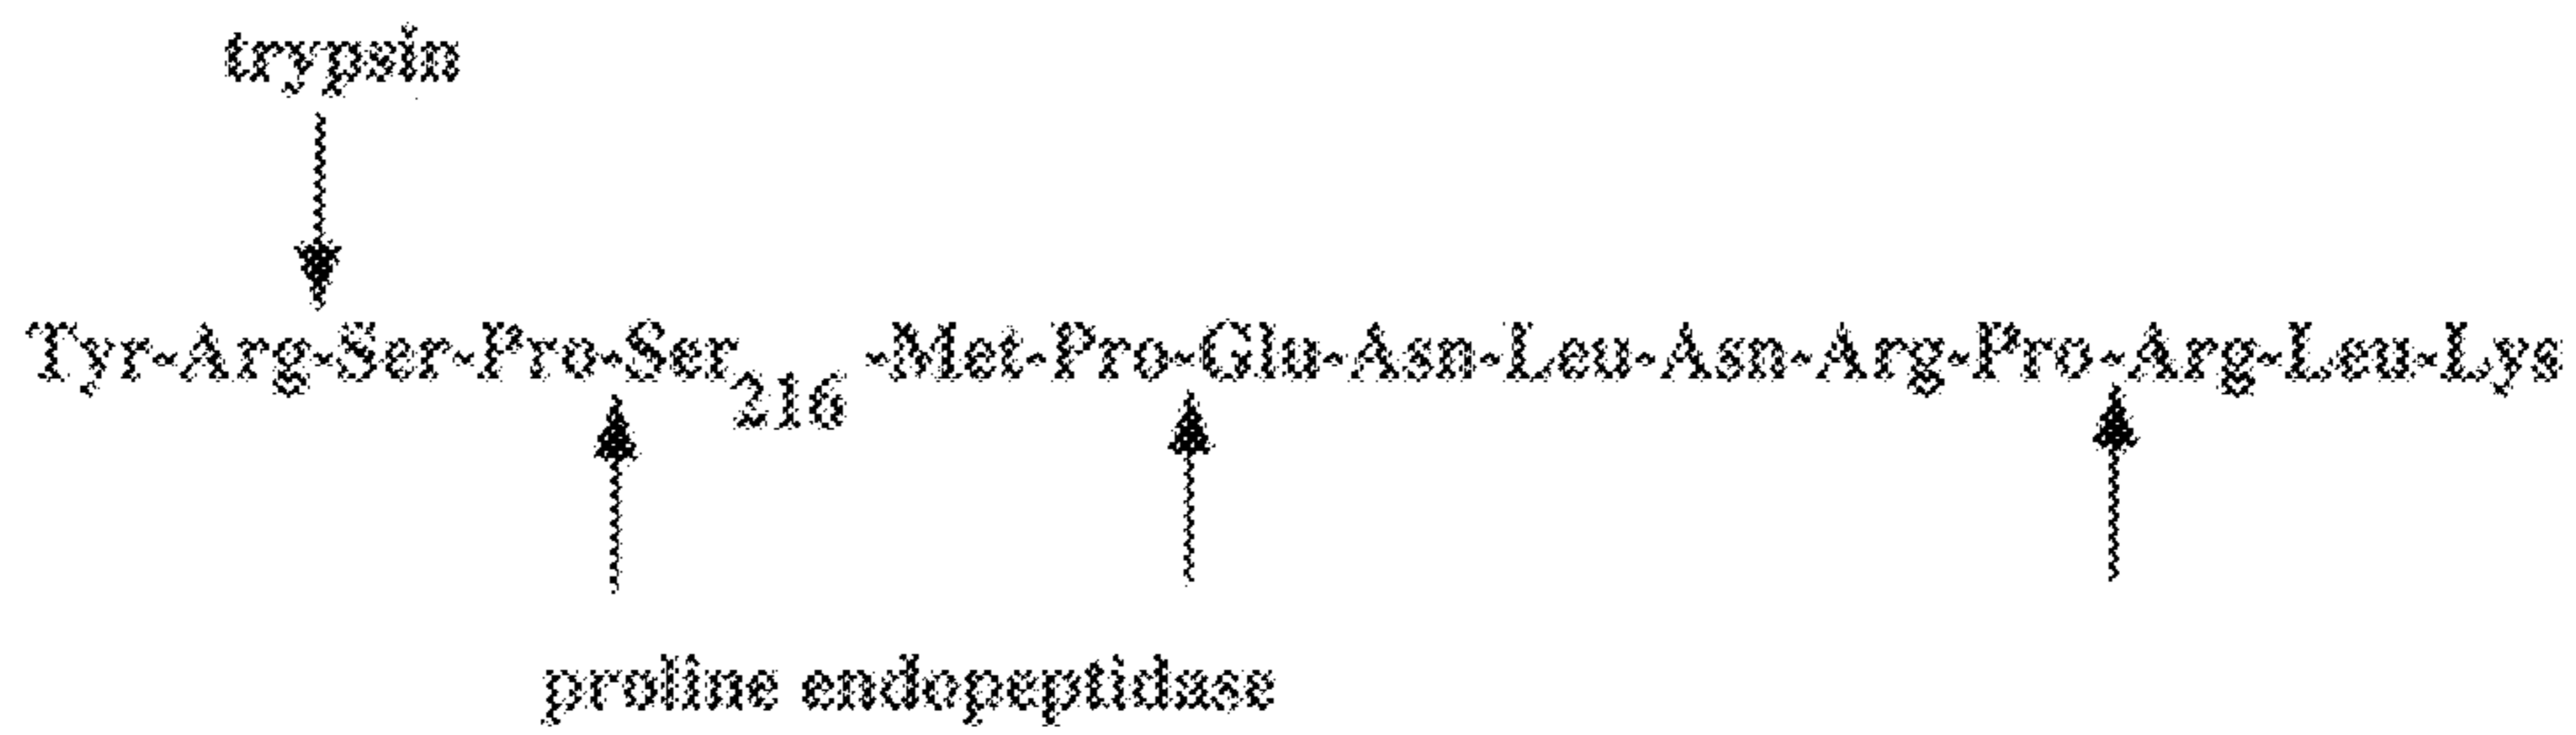 trypsin
Tyr-Arg-Ser-Pro-Ser216 -Met-Pro-Glu-Asn-Leu-Asn-Arg-Pro-Arg-Leu-Lys
proline endopeptidase